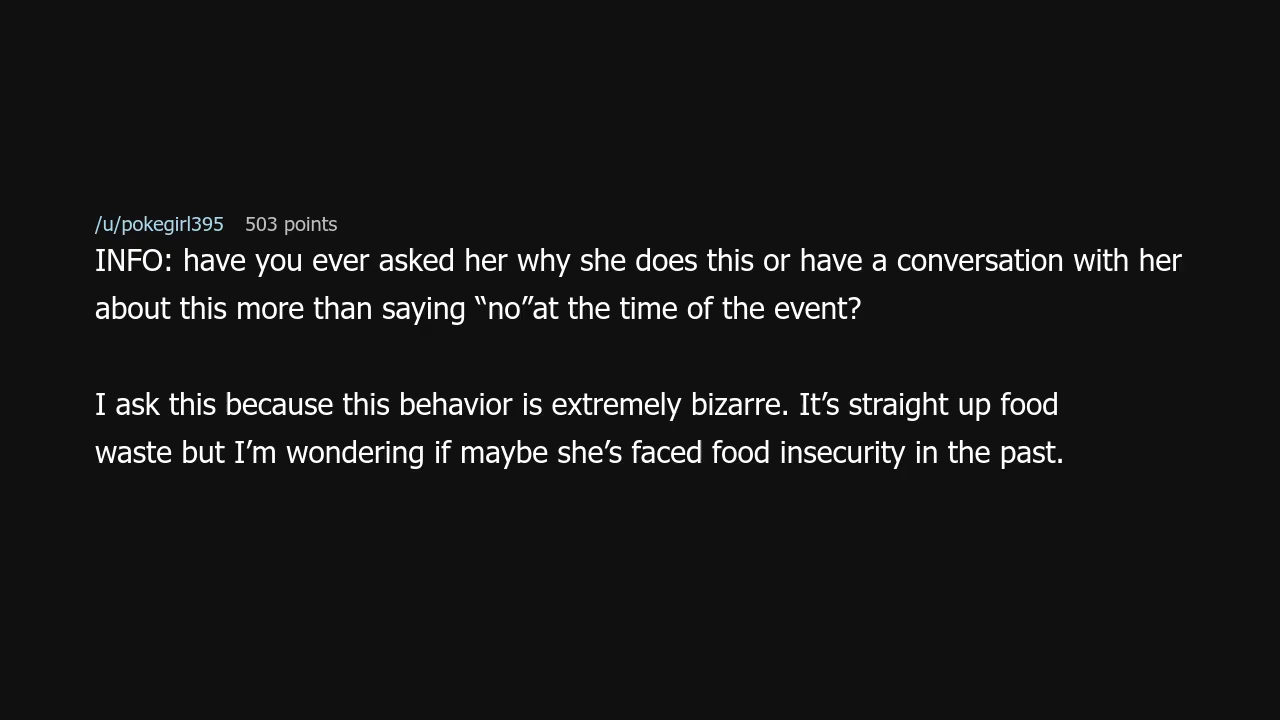 /u/pokegirl395 503 points
INFO: have you ever asked her why she does this or have a conversation with her
about this more than saying “no”at the time of the event?
I ask this because this behavior is extremely bizarre. It’s straight up food
waste but I’m wondering if maybe she’s faced food insecurity in the past.